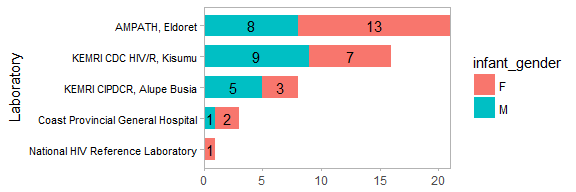 AMPATH, Eldoret
8 13
KEMRI CDC HIV/R, Kisumu
9 7
KEMRI CIPDCR, Alupe Busia
5 3
Coast Provincial General Hospital
1 2
National HIV Reference Laboratory
1
0 5 10 15 20
Laboratory
infant_gender
F
M